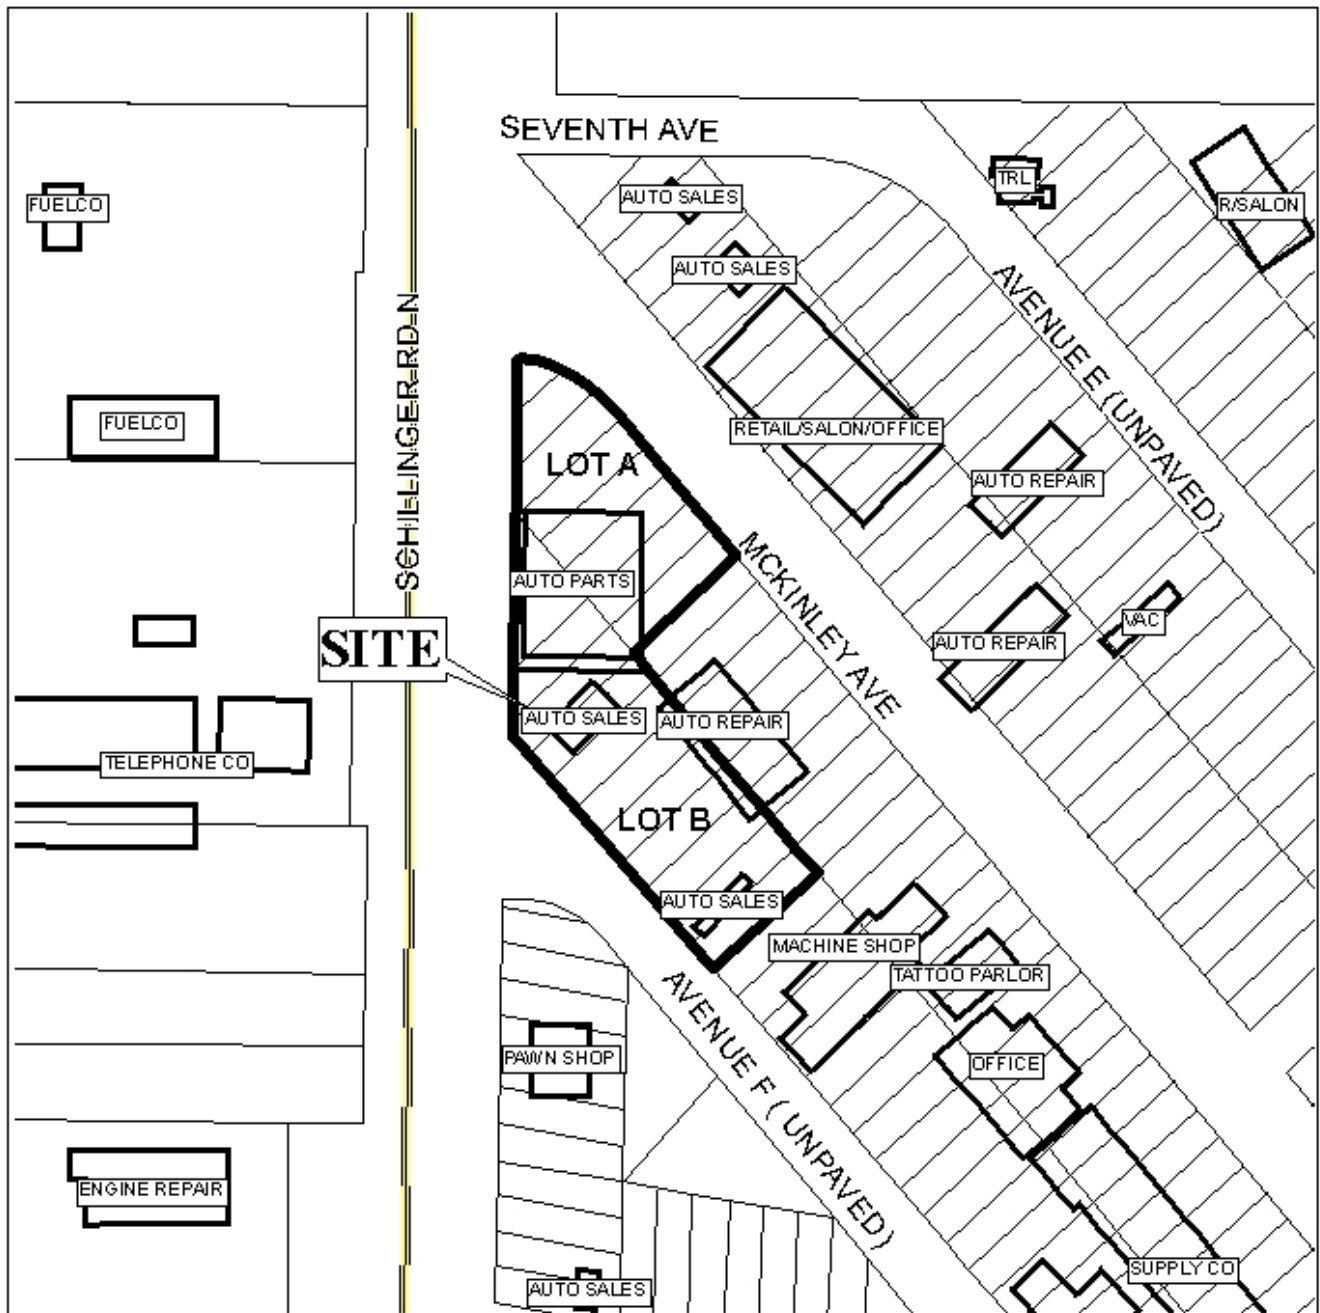 SEVENTH AVE
TRL
AUTO SALES
FUELCO
R/SALON
AUTO SALES
AVENUE E (UNPAVED)
SCHILLINGER RD N
FUELCO
RETAIL/SALON/OFFICE
LOT A
AUTO REPAIR
MCKINLEY AVE
AUTO PARTS
VAC
AUTO REPAIR
SITE
AUTO SALES
AUTO REPAIR
TELEPHONE CO
LOT B
AUTO SALES
MACHINE SHOP
TATTOO PARLOR
AVENUE F ( UNPAVED)
PAWN SHOP
OFFICE
ENGINE REPAIR
SUPPLY CO
AUTO SALES